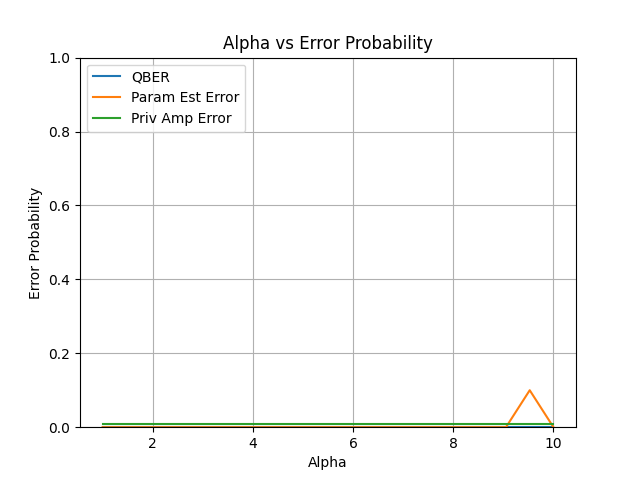 Alpha vs Error Probability
1.0
0.8
0.6
0.4
0.2
0.0
Error Probability
QBER
Param Est Error
Priv Amp Error
2 4 6 8 10
Alpha